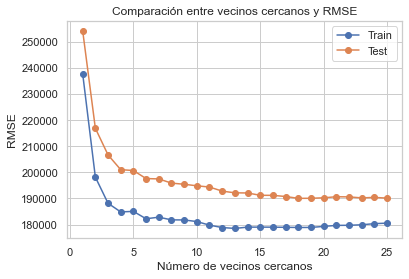 Comparación entre vecinos cercanos y RMSE
Train
Test
RMSE
250000
240000
230000
220000
210000
200000
190000
180000
0 5 10 15 20 25
Número de vecinos cercanos